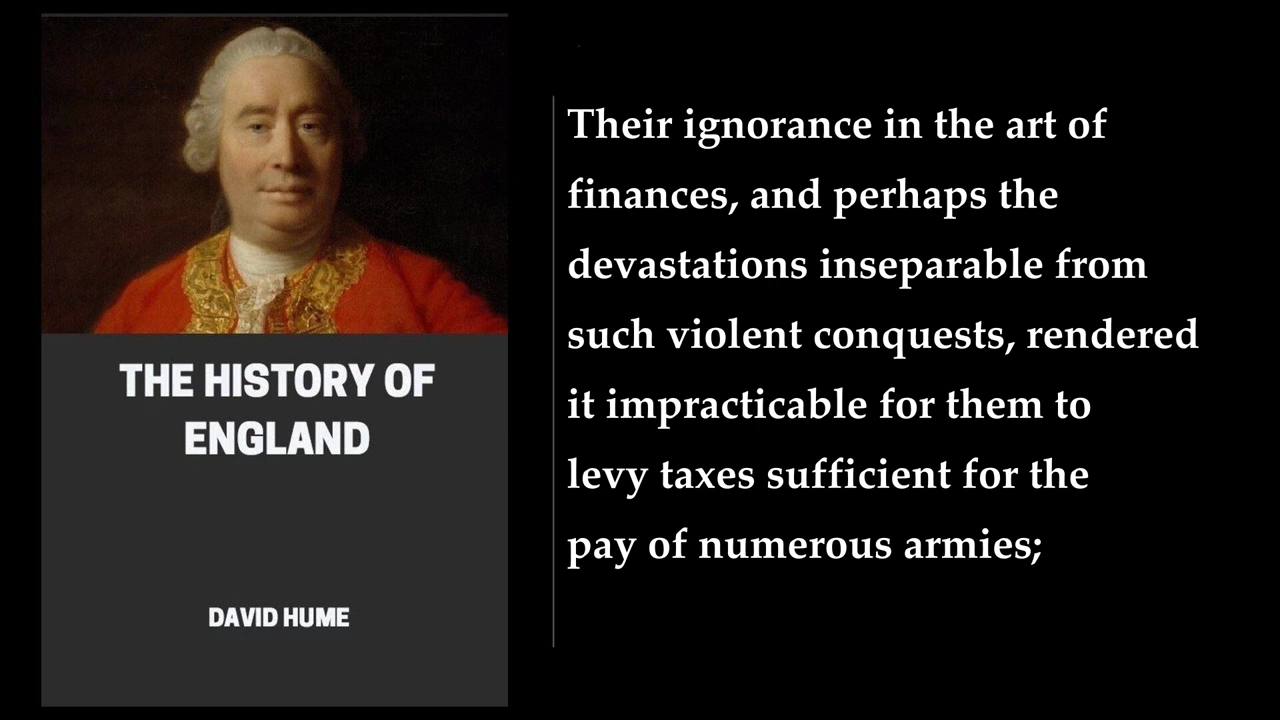 THE HISTORY OF
ENGLAND
DAVID HUME
Their ignorance in the art of
finances, and perhaps the
devastations inseparable from
such violent conquests, rendered
it impracticable for them to
levy taxes sufficient for the
pay of numerous armies;